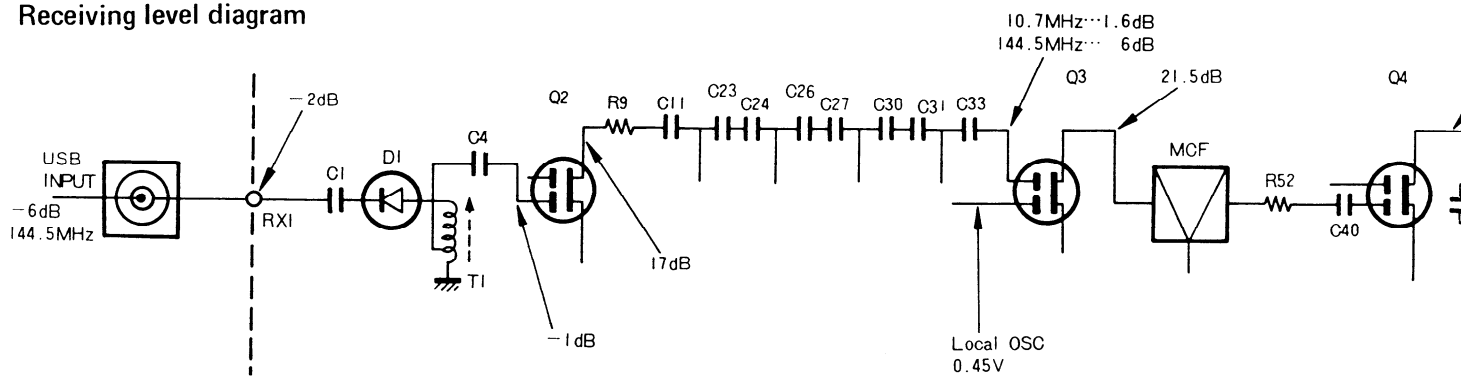 Receiving level diagram
10.7MHz···1.6dB
144.5MHz··· 6dB
Q3
21.5dB
Q4
-2dB
Q2
R9
C11
C23
C24
C26
C27
C30
C31
C33
USB
INPUT
-6dB
144.5MHz
RX1
C1
D1
C4
T1
-1dB
17dB
Local OSC
0.45V
MCF
R52
C40